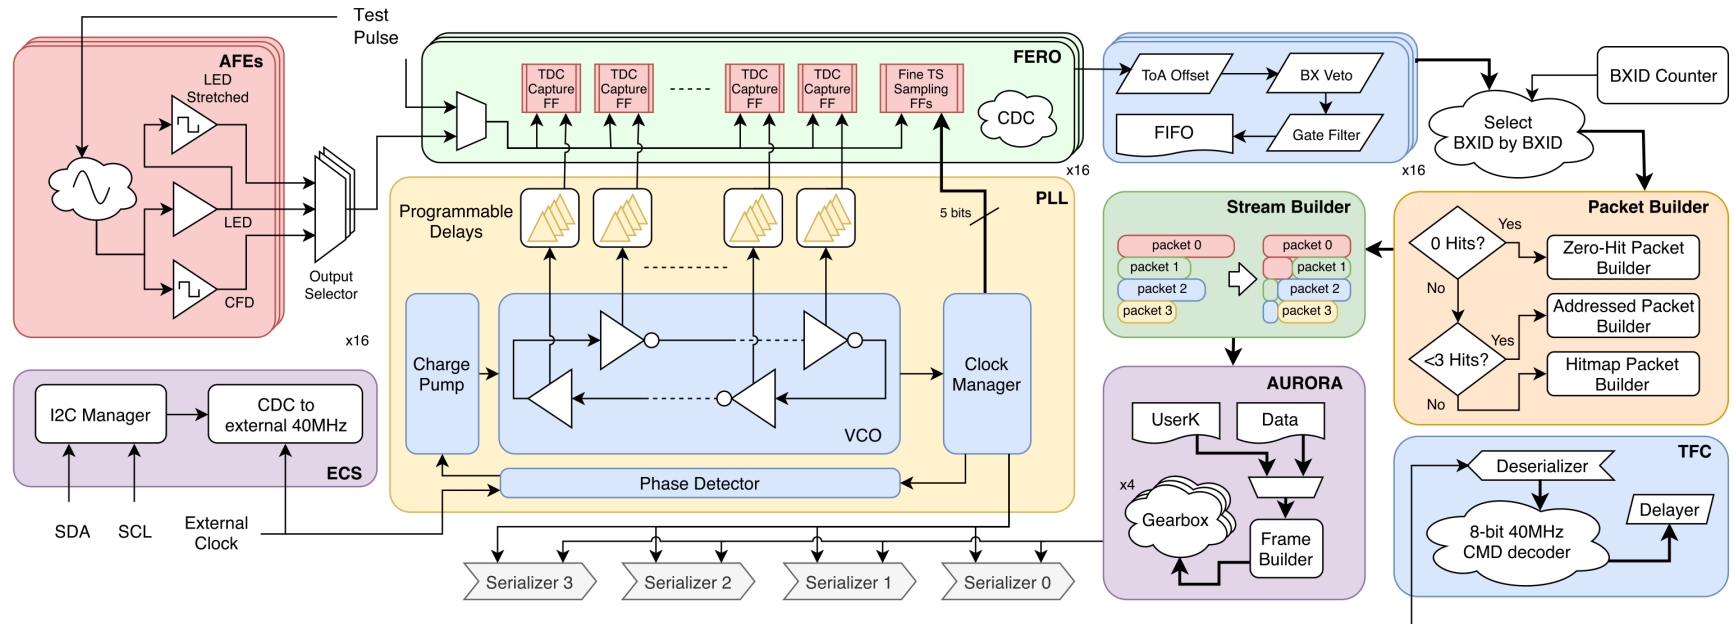 Test
Pulse
AFEs
LED
Stretched
LED
CFD
Output
Selector
x16
FERO
TDC
Capture
FF
TDC
Capture
FF
TDC
Capture
FF
TDC
Capture
FF
Fine TS
Sampling
FFs
CDC
x16
ToA Offset
BX Veto
FIFO
Gate Filter
x16
BXID Counter
Select
BXID by BXID
PLL
Programmable
Delays
5 bits
Charge
Pump
VCO
Clock
Manager
Phase Detector
Stream Builder
packet 0
packet 1
packet 2
packet 3
packet 0
packet 1
packet 2
packet 3
Packet Builder
0 Hits?
Yes
Zero-Hit Packet
Builder
No
<3 Hits?
Yes
Addressed Packet
Builder
No
Hitmap Packet
Builder
I2C Manager
CDC to
external 40MHz
ECS
SDA
SCL
External
Clock
AURORA
UserK
Data
x4
Gearbox
Frame
Builder
TFC
Deserializer
8-bit 40MHz
CMD decoder
Delayer
Serializer 3
Serializer 2
Serializer 1
Serializer 0